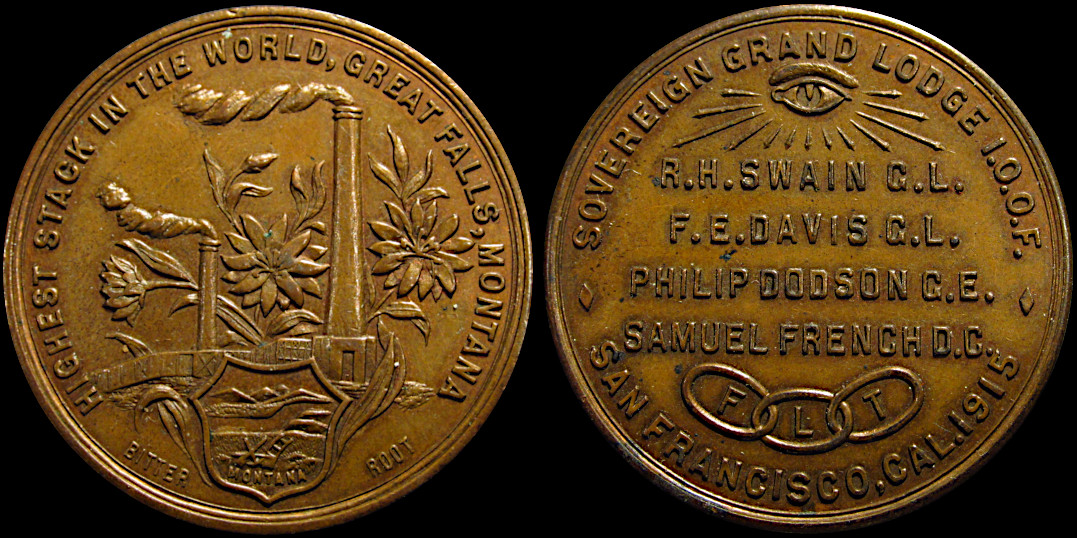 HIGHEST STACK IN THE WORLD, GREAT FALLS, MONTANA
BITTER ROOT
MONTANA
SOVEREIGN GRAND LODGE I.O.O.F.
R.H.SWAIN G.L.
F.E.DAVIS G.L.
PHILIP DODSON G.E.
SAMUEL FRENCH D.C.
F L T
SAN FRANCISCO, CAL. 1915